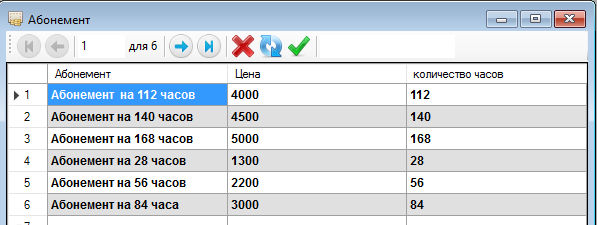 Абонемент
1 для 6
Абонемент Цена количество часов
1 Абонемент на 112 часов 4000 112
2 Абонемент на 140 часов 4500 140
3 Абонемент на 168 часов 5000 168
4 Абонемент на 28 часов 1300 28
5 Абонемент на 56 часов 2200 56
6 Абонемент на 84 часа 3000 84